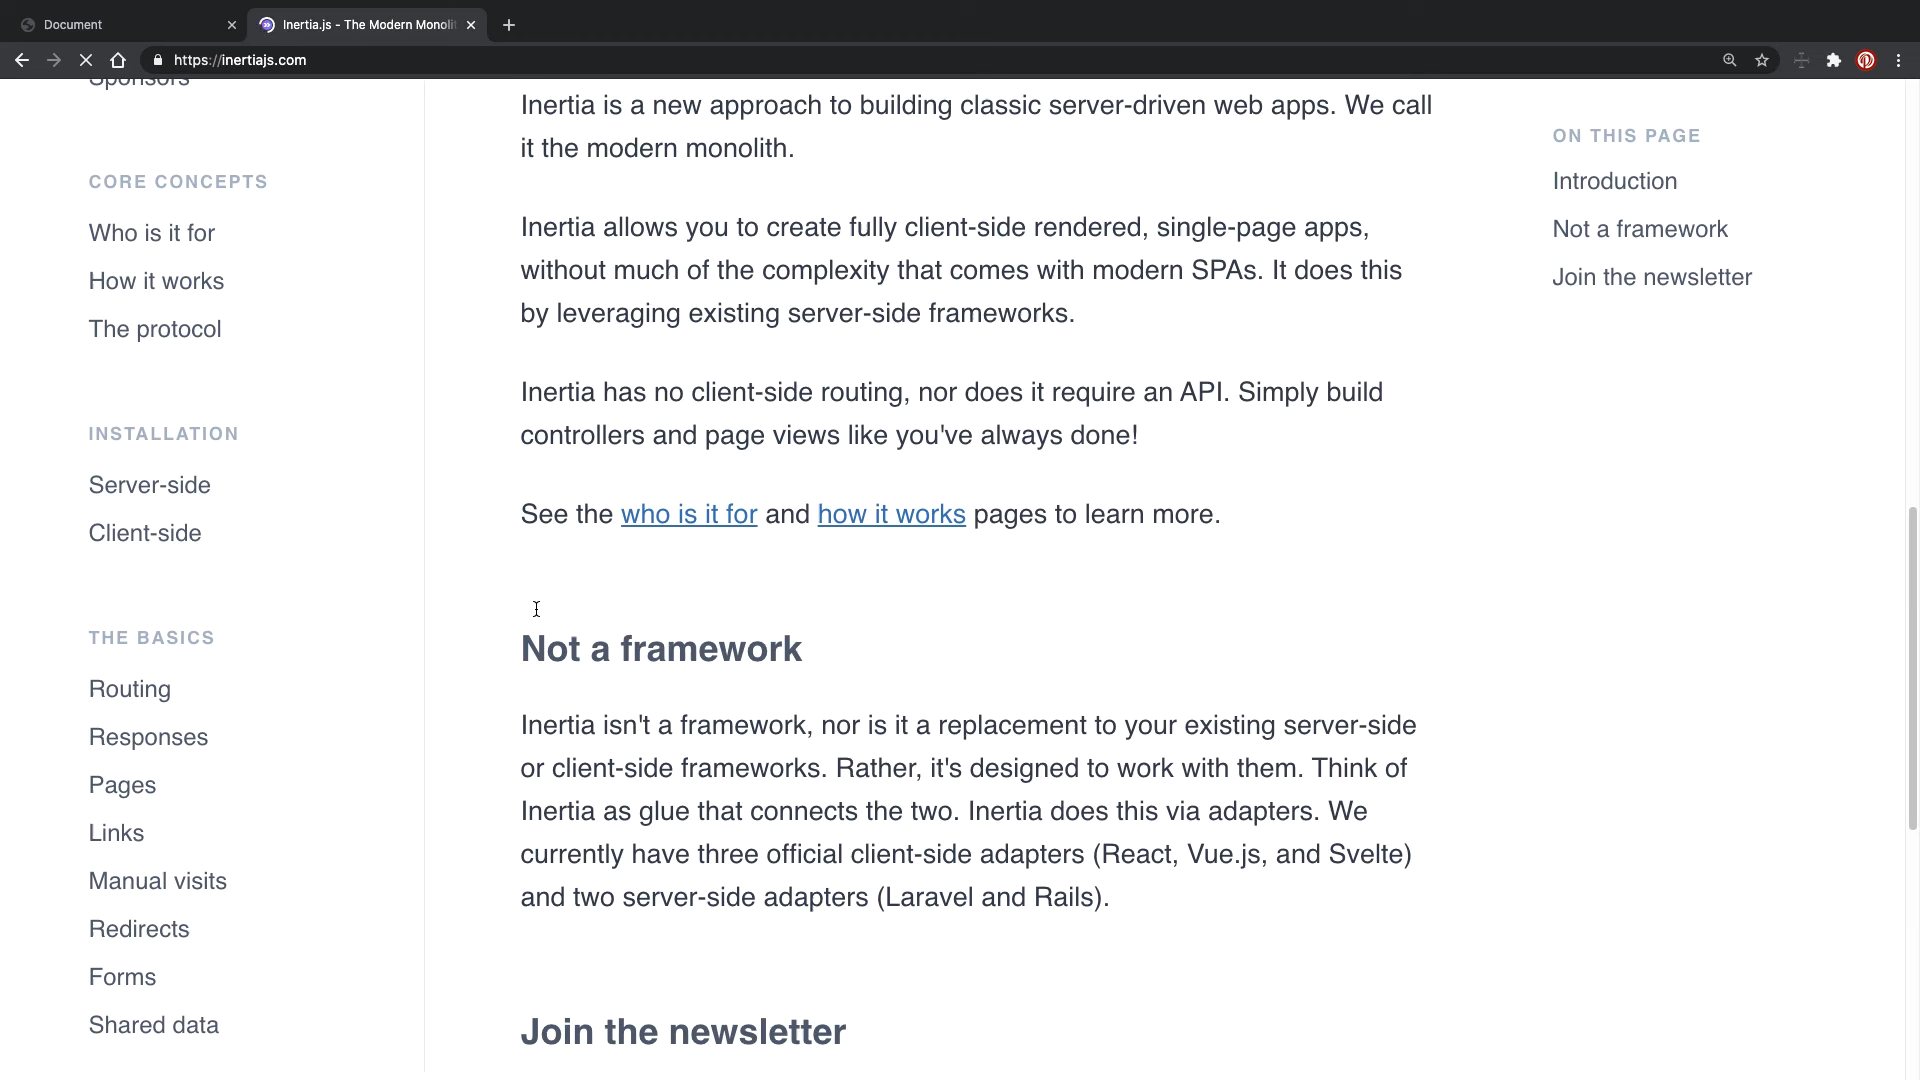 Document
Inertia.js - The Modern Monolit
https://inertiajs.com
Sponsors
CORE CONCEPTS
Who is it for
How it works
The protocol
INSTALLATION
Server-side
Client-side
THE BASICS
Routing
Responses
Pages
Links
Manual visits
Redirects
Forms
Shared data
Inertia is a new approach to building classic server-driven web apps. We call
it the modern monolith.
Inertia allows you to create fully client-side rendered, single-page apps,
without much of the complexity that comes with modern SPAs. It does this
by leveraging existing server-side frameworks.
Inertia has no client-side routing, nor does it require an API. Simply build
controllers and page views like you've always done!
See the who is it for and how it works pages to learn more.
Not a framework
Inertia isn't a framework, nor is it a replacement to your existing server-side
or client-side frameworks. Rather, it's designed to work with them. Think of
Inertia as glue that connects the two. Inertia does this via adapters. We
currently have three official client-side adapters (React, Vue.js, and Svelte)
and two server-side adapters (Laravel and Rails).
Join the newsletter
ON THIS PAGE
Introduction
Not a framework
Join the newsletter